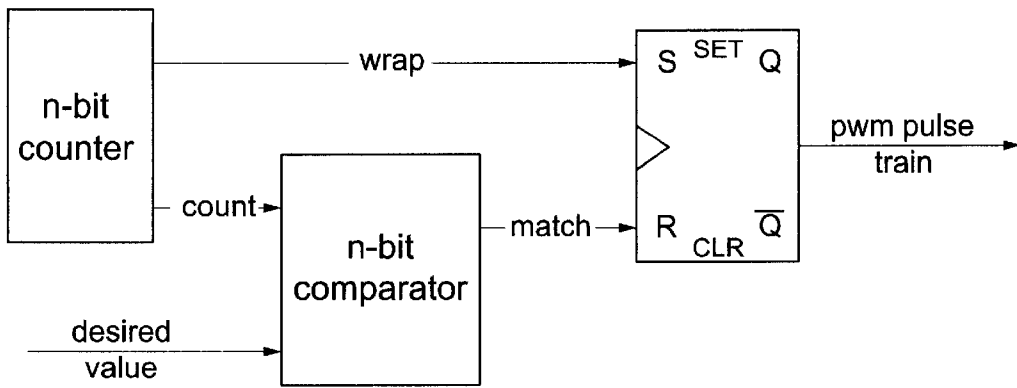 n-bit
counter
wrap
count
desired
value
n-bit
comparator
match
S SET Q
R CLR Q̅
pwm pulse
train